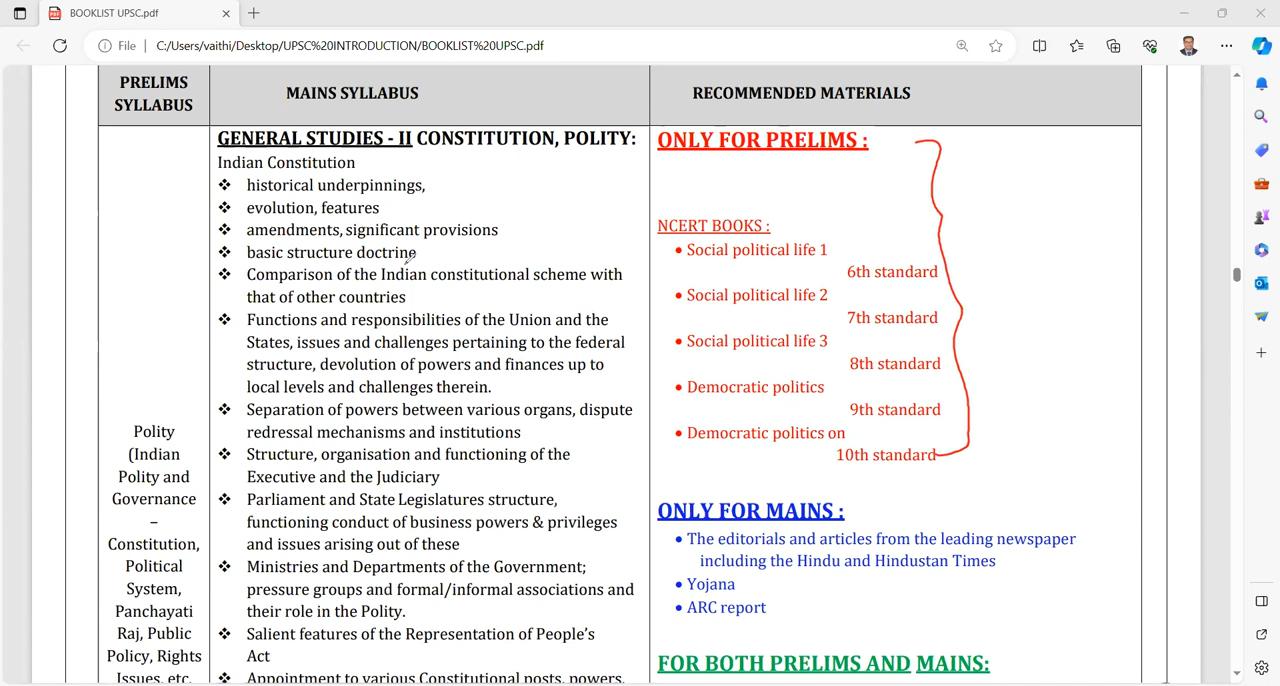 BOOKLIST UPSC.pdf
File
C:/Users/vaithi/Desktop/UPSC%20INTRODUCTION/BOOKLIST%20UPSC.pdf
PRELIMS
SYLLABUS
MAINS SYLLABUS
RECOMMENDED MATERIALS
Polity
(Indian
Polity and
Governance
–
Constitution,
Political
System,
Panchayati
Raj, Public
Policy, Rights
Issues, etc.
GENERAL STUDIES - II CONSTITUTION, POLITY:
Indian Constitution
❖ historical underpinnings,
❖ evolution, features
❖ amendments, significant provisions
❖ basic structure doctrine
❖ Comparison of the Indian constitutional scheme with
that of other countries
❖ Functions and responsibilities of the Union and the
States, issues and challenges pertaining to the federal
structure, devolution of powers and finances up to
local levels and challenges therein.
❖ Separation of powers between various organs, dispute
redressal mechanisms and institutions
❖ Structure, organisation and functioning of the
Executive and the Judiciary
❖ Parliament and State Legislatures structure,
functioning conduct of business powers & privileges
and issues arising out of these
❖ Ministries and Departments of the Government;
pressure groups and formal/informal associations and
their role in the Polity.
❖ Salient features of the Representation of People's
Act
❖ Appointment to various Constitutional posts, powers,
ONLY FOR PRELIMS :
NCERT BOOKS :
• Social political life 1
6th standard
• Social political life 2
7th standard
• Social political life 3
8th standard
• Democratic politics
9th standard
• Democratic politics on
10th standard
ONLY FOR MAINS :
• The editorials and articles from the leading newspaper
including the Hindu and Hindustan Times
• Yojana
• ARC report
FOR BOTH PRELIMS AND MAINS: